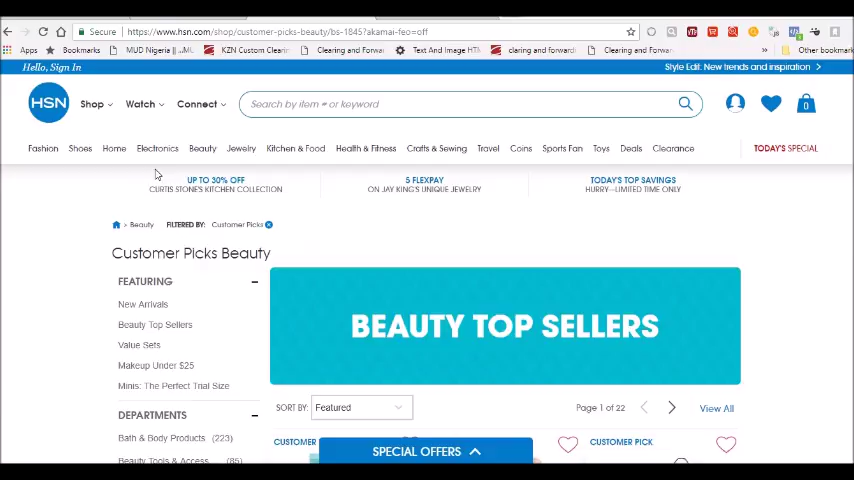 Secure https://www.hsn.com/shop/customer-picks-beauty/bs-1845?akamai-feo=off
Apps Bookmarks MUD Nigeria ||...MU KZN Custom Clearin Clearing and Forwar Text And Image HTM claring and forward Clearing and Forwar » Other bookmark
Hello, Sign In Style Edit: New trends and inspiration >
HSN Shop Watch Connect Search by item # or keyword 0
Fashion Shoes Home Electronics Beauty Jewelry Kitchen & Food Health & Fitness Crafts & Sewing Travel Coins Sports Fan Toys Deals Clearance TODAY'S SPECIAL
UP TO 30% OFF 5 FLEXPAY TODAY'S TOP SAVINGS
CURTIS STONE'S KITCHEN COLLECTION ON JAY KING'S UNIQUE JEWELRY HURRY—LIMITED TIME ONLY
> Beauty FILTERED BY: Customer Picks
Customer Picks Beauty
FEATURING
New Arrivals
Beauty Top Sellers
Value Sets
Makeup Under $25
Minis: The Perfect Trial Size
DEPARTMENTS
Bath & Body Products (223)
Beauty Tools & Access... (85)
BEAUTY TOP SELLERS
SORT BY: Featured Page 1 of 22 View All
CUSTOMER CUSTOMER PICK
SPECIAL OFFERS